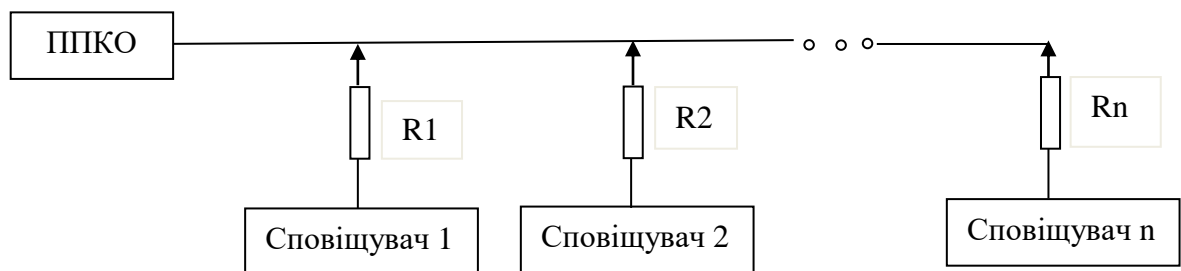 ППКО
R1
R2
Rn
Сповіщувач 1
Сповіщувач 2
Сповіщувач n